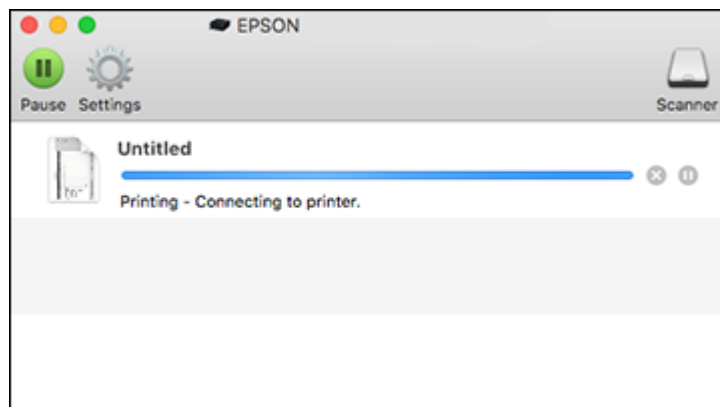 EPSON
Pause Settings Scanner
Untitled
Printing - Connecting to printer.